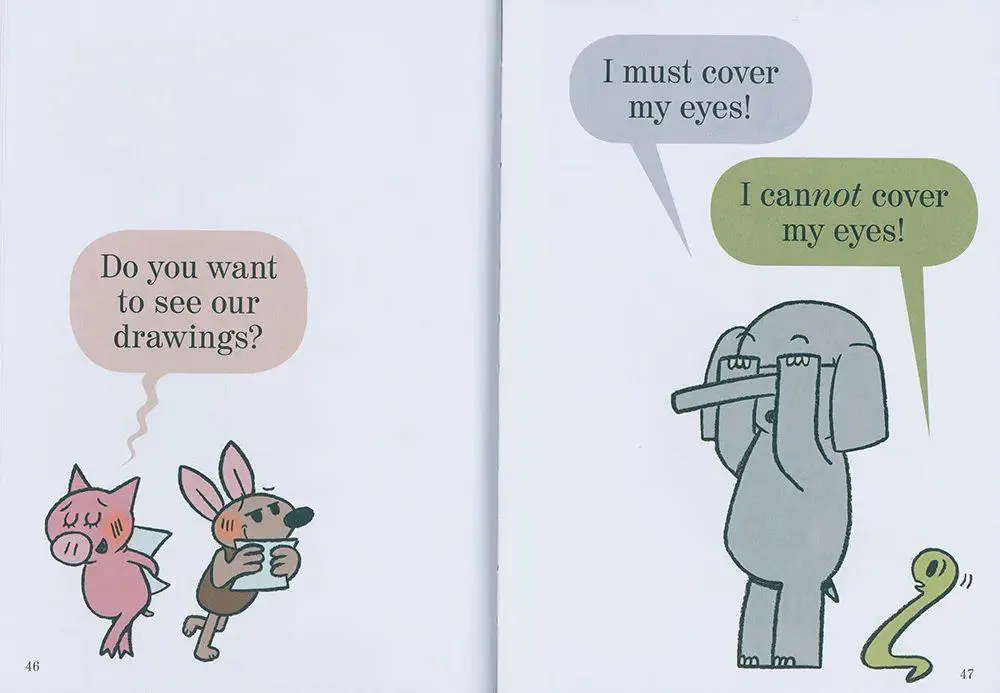 Do you want
to see our
drawings?
46
I must cover
my eyes!
I cannot cover
my eyes!
47